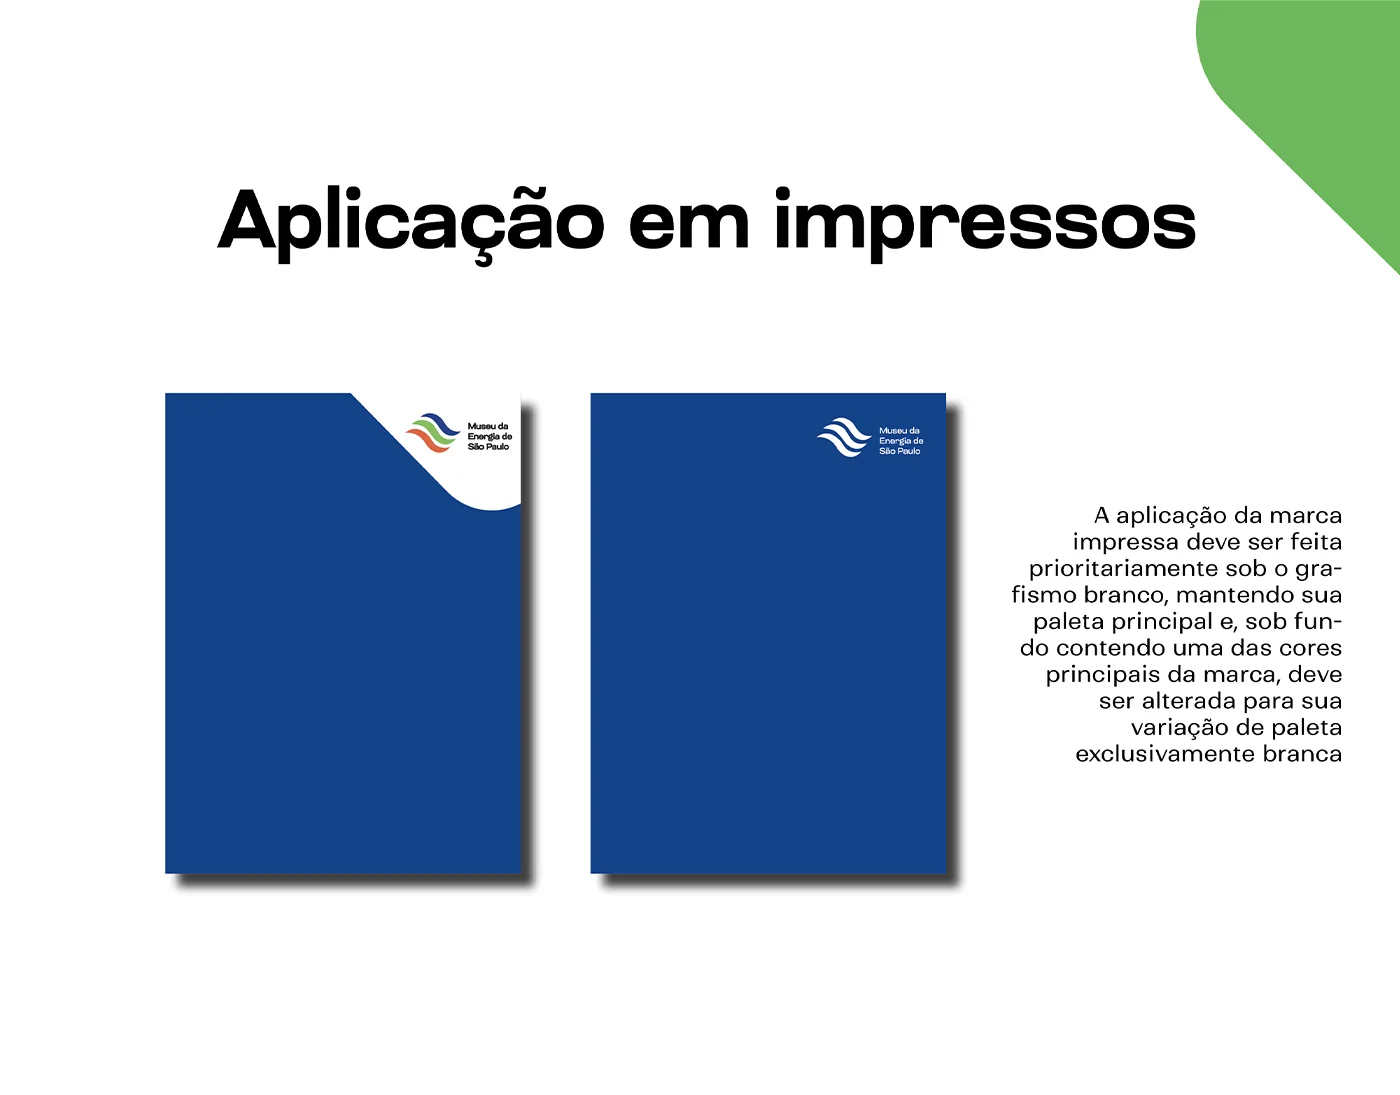 Aplicação em impressos
Museu da
Energia de
São Paulo
Museu da
Energia de
São Paulo
A aplicação da marca
impressa deve ser feita
prioritariamente sob o gra-
fismo branco, mantendo sua
paleta principal e, sob fun-
do contendo uma das cores
principais da marca, deve
ser alterada para sua
variação de paleta
exclusivamente branca